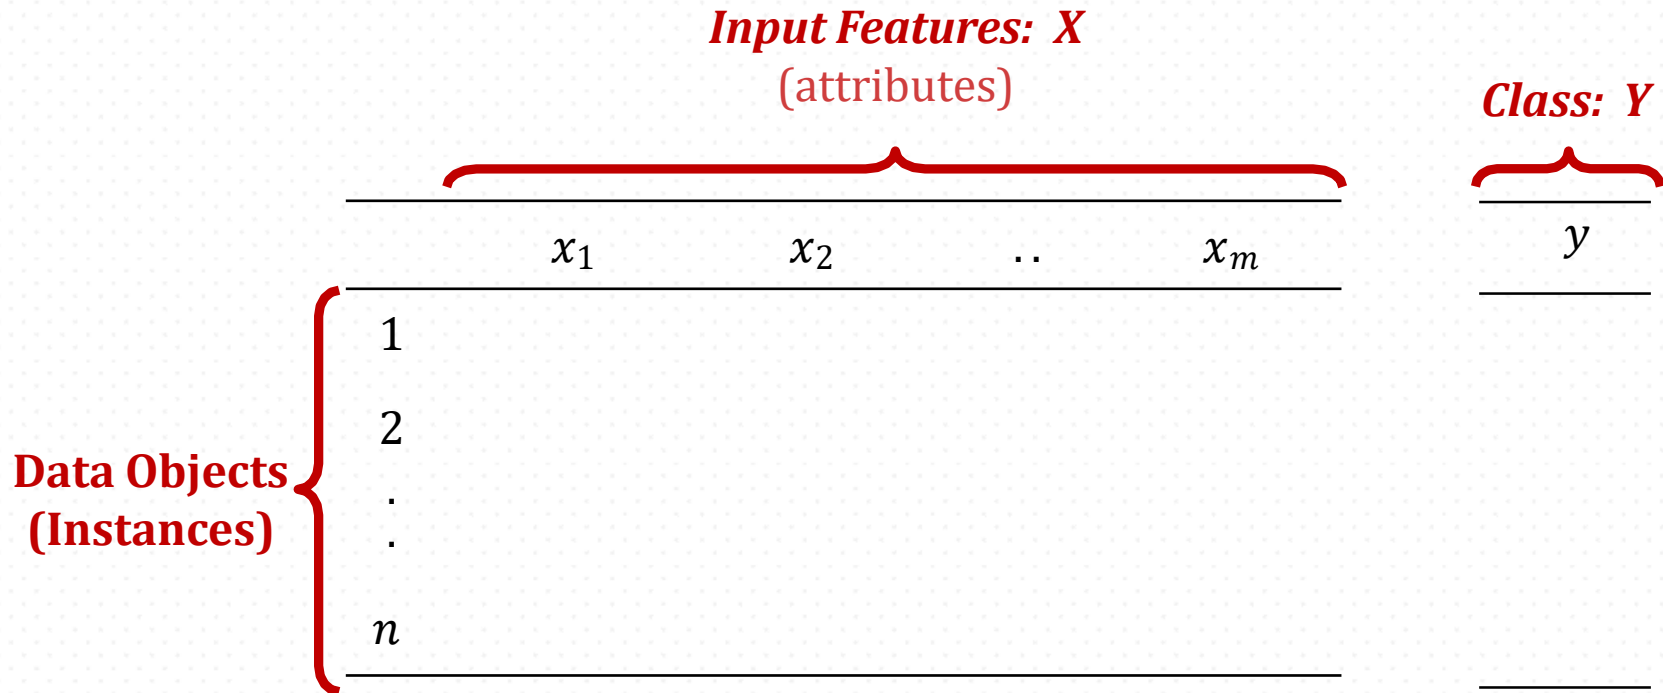 Input Features: X
(attributes)
Class: Y
x₁ x₂ .. xₘ y
1
2
Data Objects
.
(Instances)
.
n